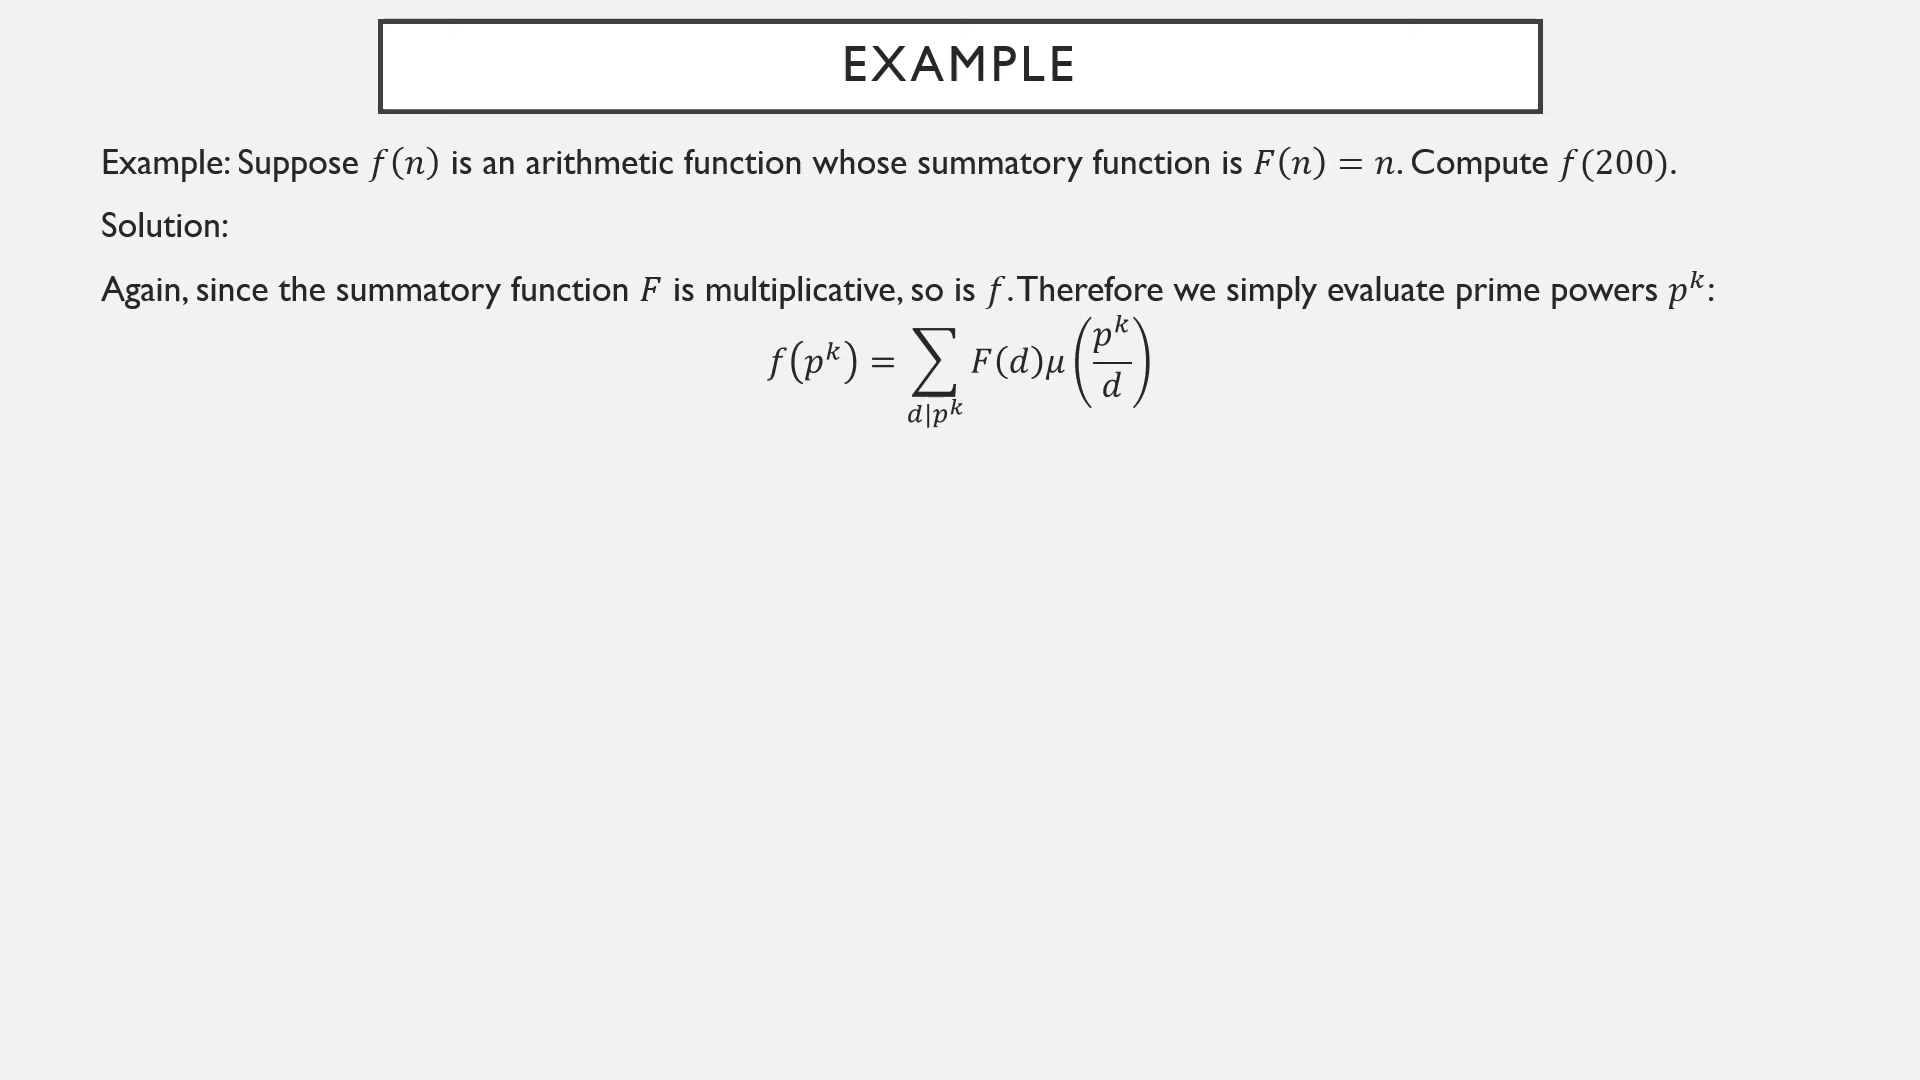 EXAMPLE
Example: Suppose f(n) is an arithmetic function whose summatory function is F(n) = n. Compute f(200).
Solution:
Again, since the summatory function F is multiplicative, so is f. Therefore we simply evaluate prime powers p^k:
f(p^k) = ∑_{d|p^k} F(d)μ(p^k/d)